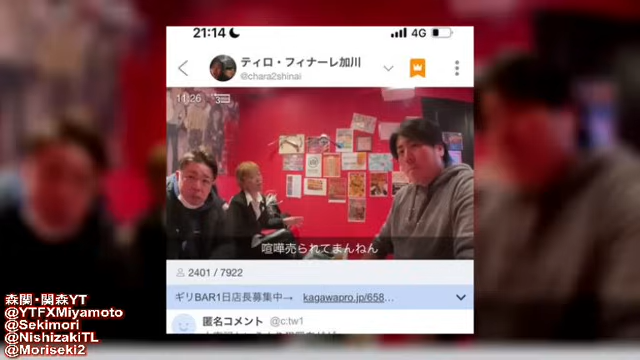 21:14
4G
ティロ・フィナーレ加川
@chara2shinai
11:26
喧嘩売られてまんねん
2401 / 7922
ギリBAR1日店長募集中→ kagawapro.jp/658...
匿名コメント @c:tw1
森関・関森YT
@YTFXMiyamoto
@Sekimori
@NishizakiTL
@Moriseki2